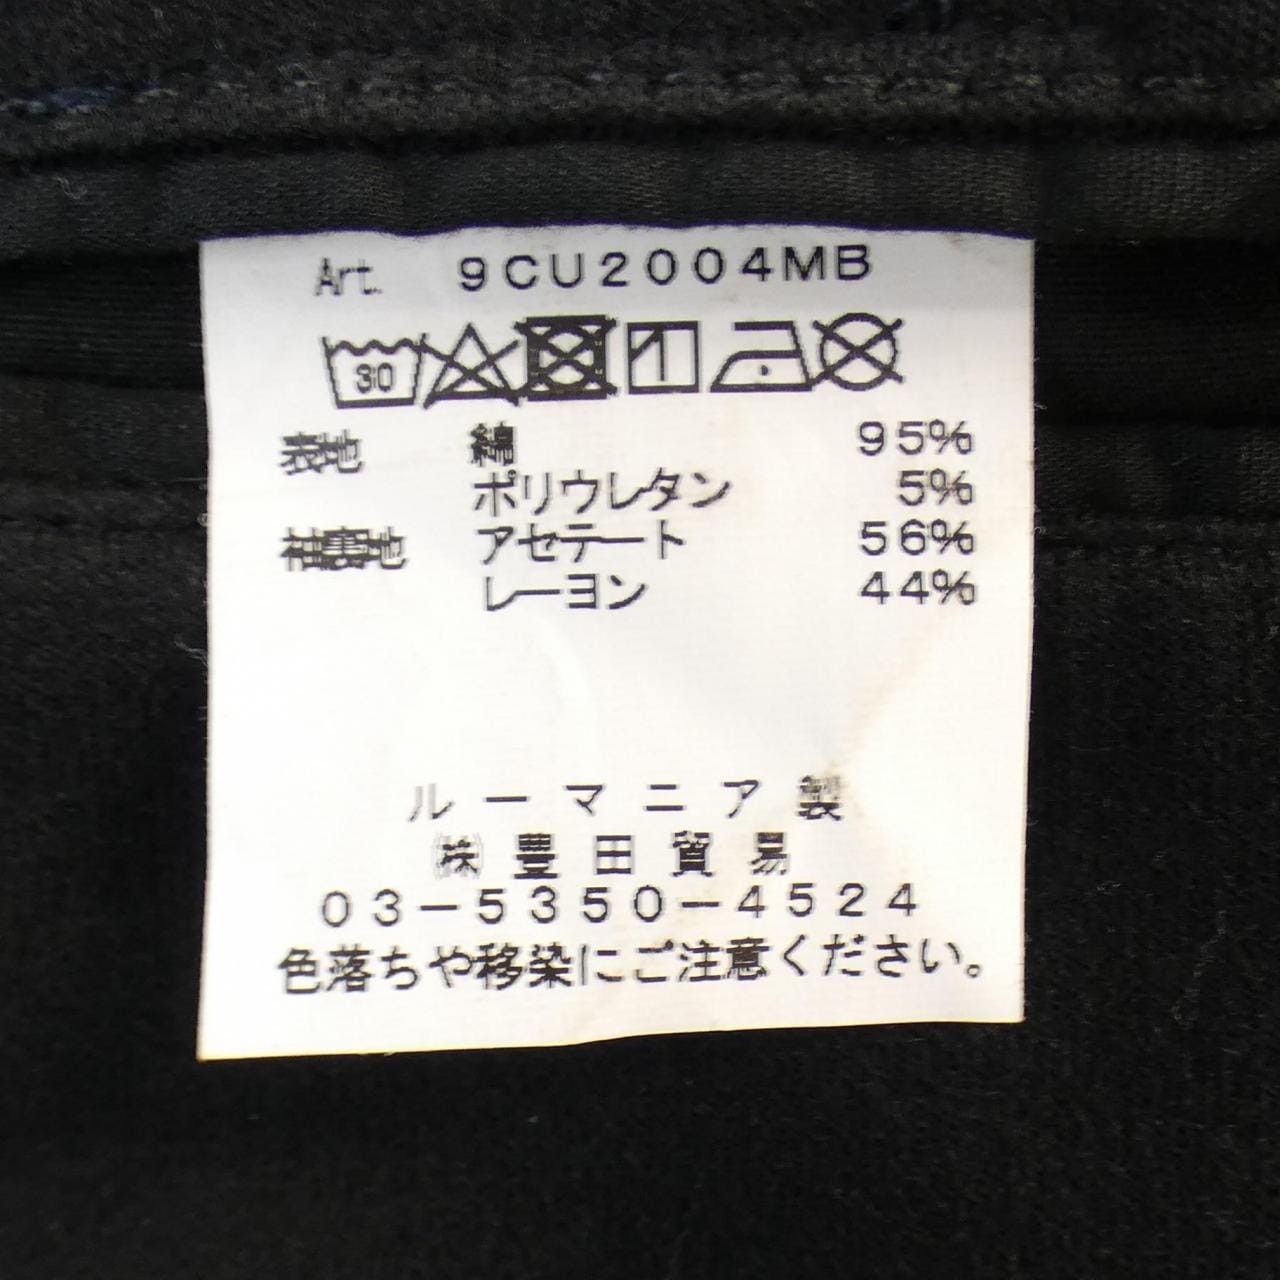 Art. 9CU2004MB
30
表地 綿 95%
ポリウレタン 5%
袖裏地 アセテート 56%
レーヨン 44%
ルーマニア製
㈱豊田貿易
03-5350-4524
色落ちや移染にご注意ください。